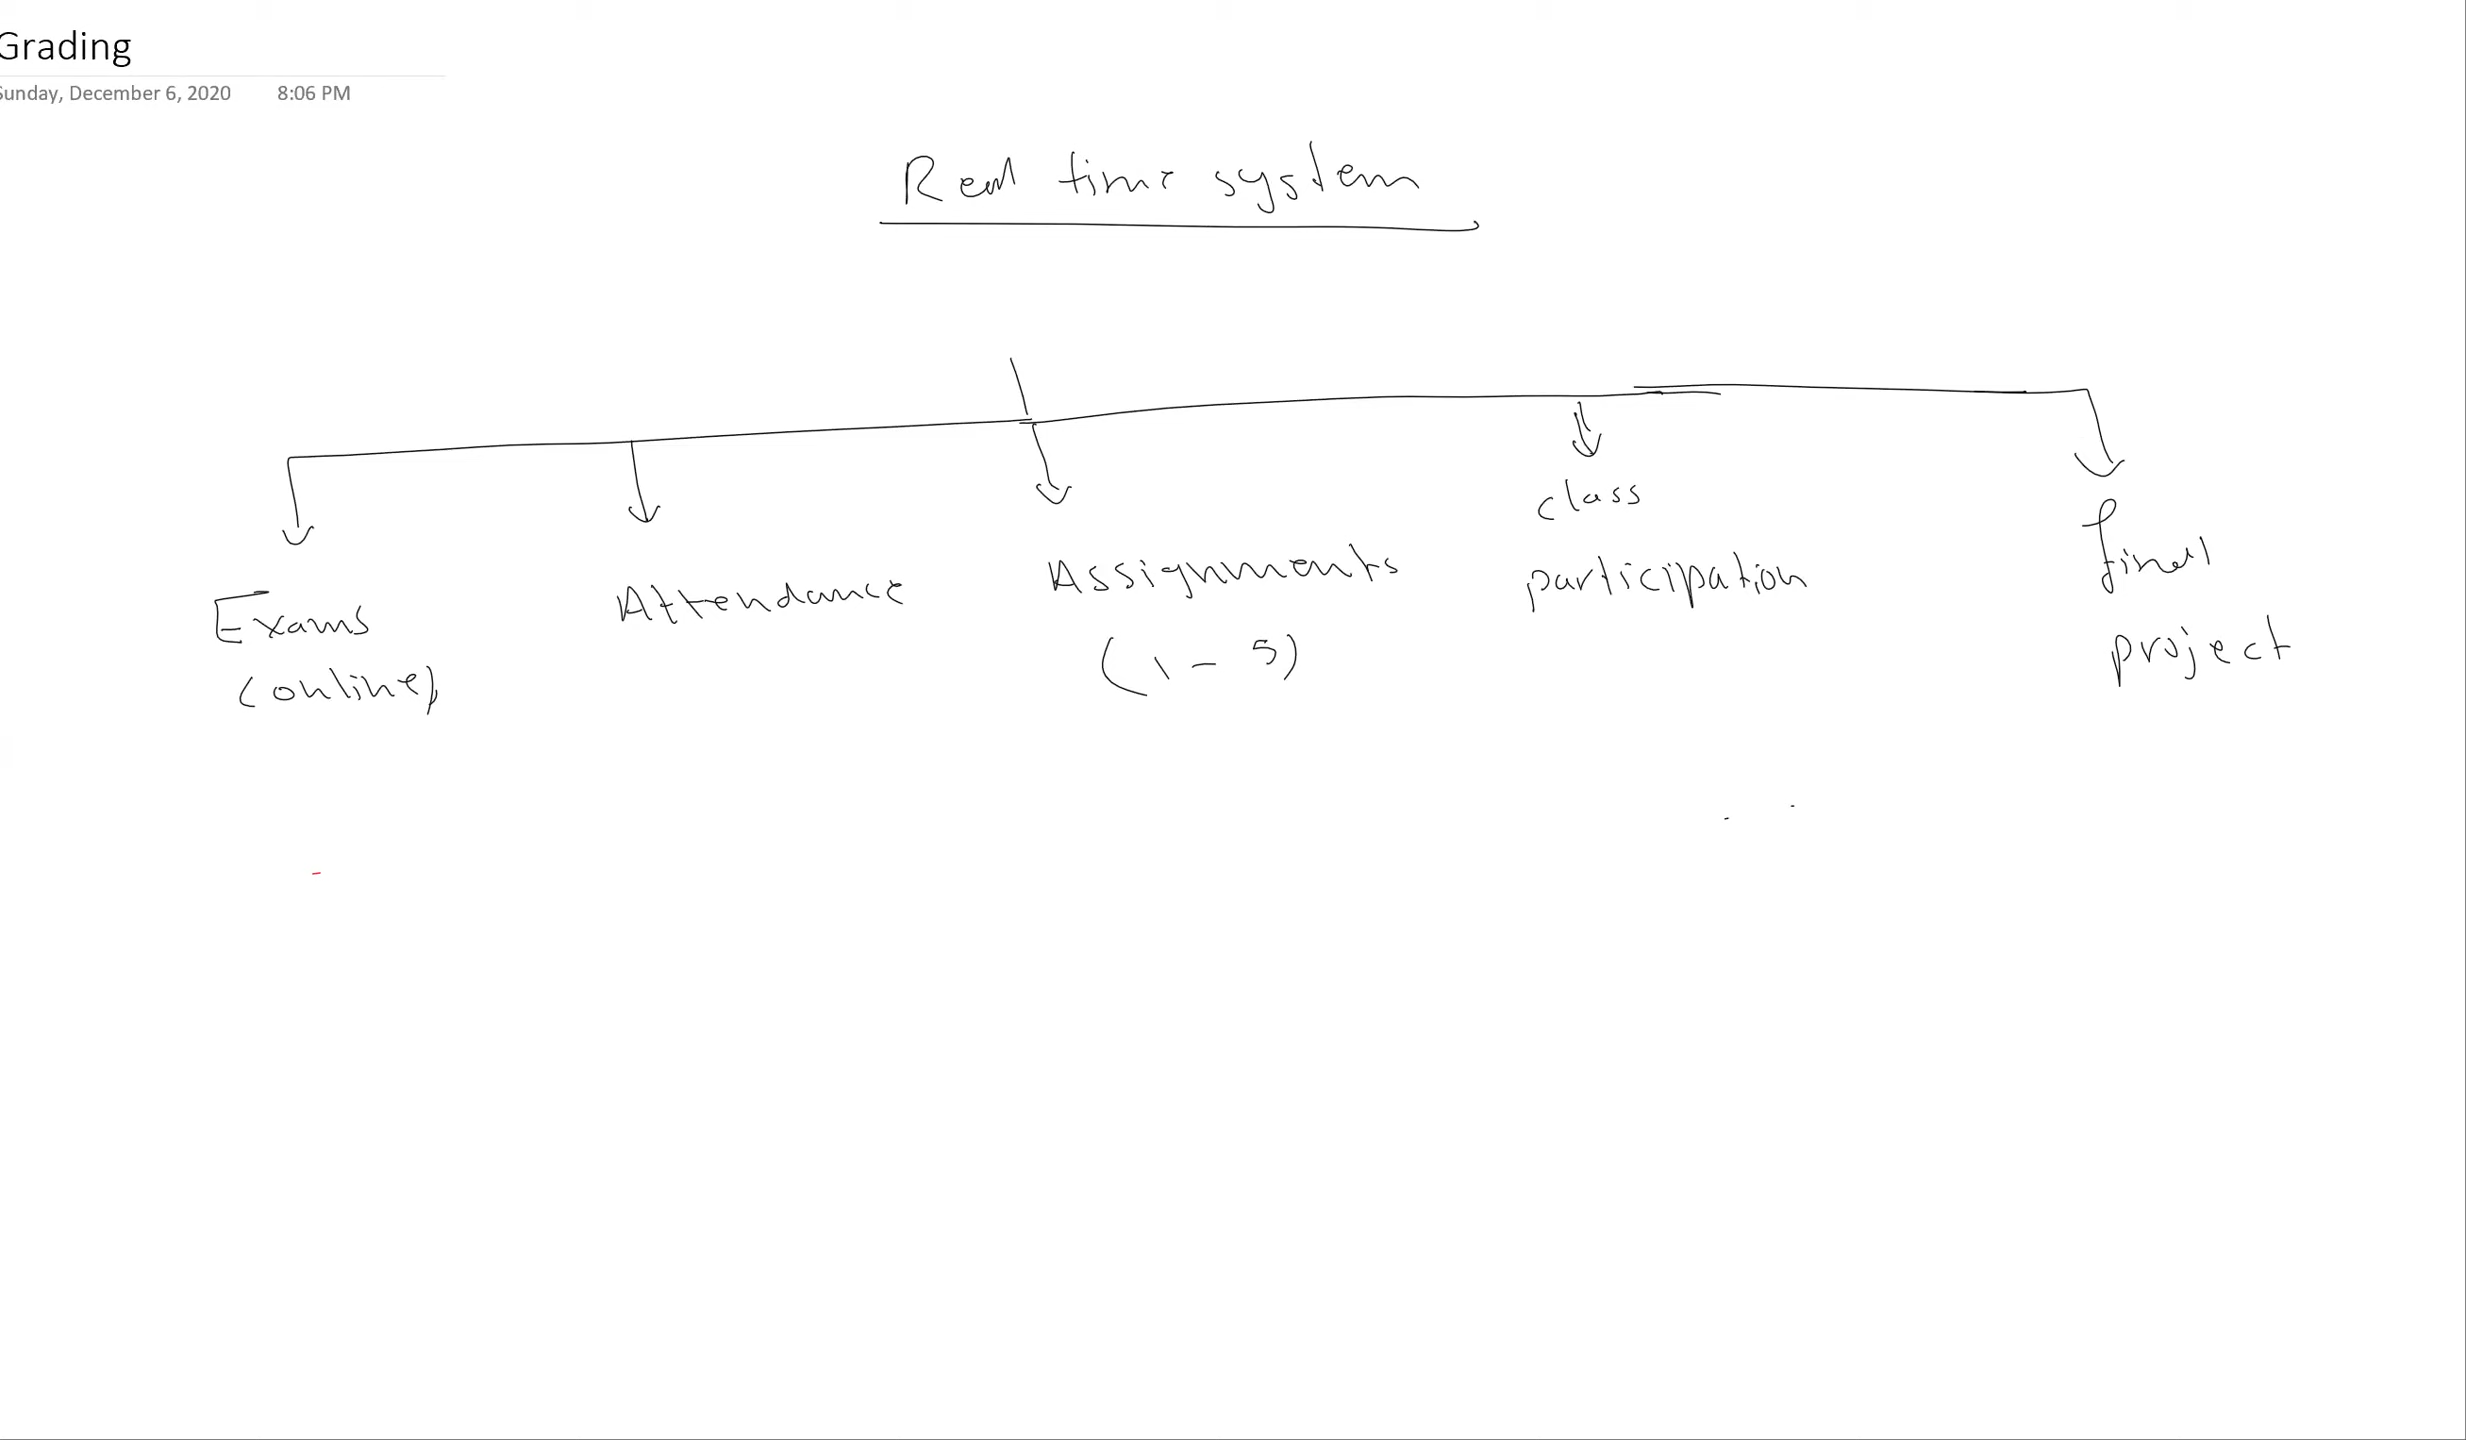 Grading
Sunday, December 6, 2020 8:06 PM
Real time system
Exams
(online)
Attendance
Assignments
(1 - 5)
class
participation
final
project